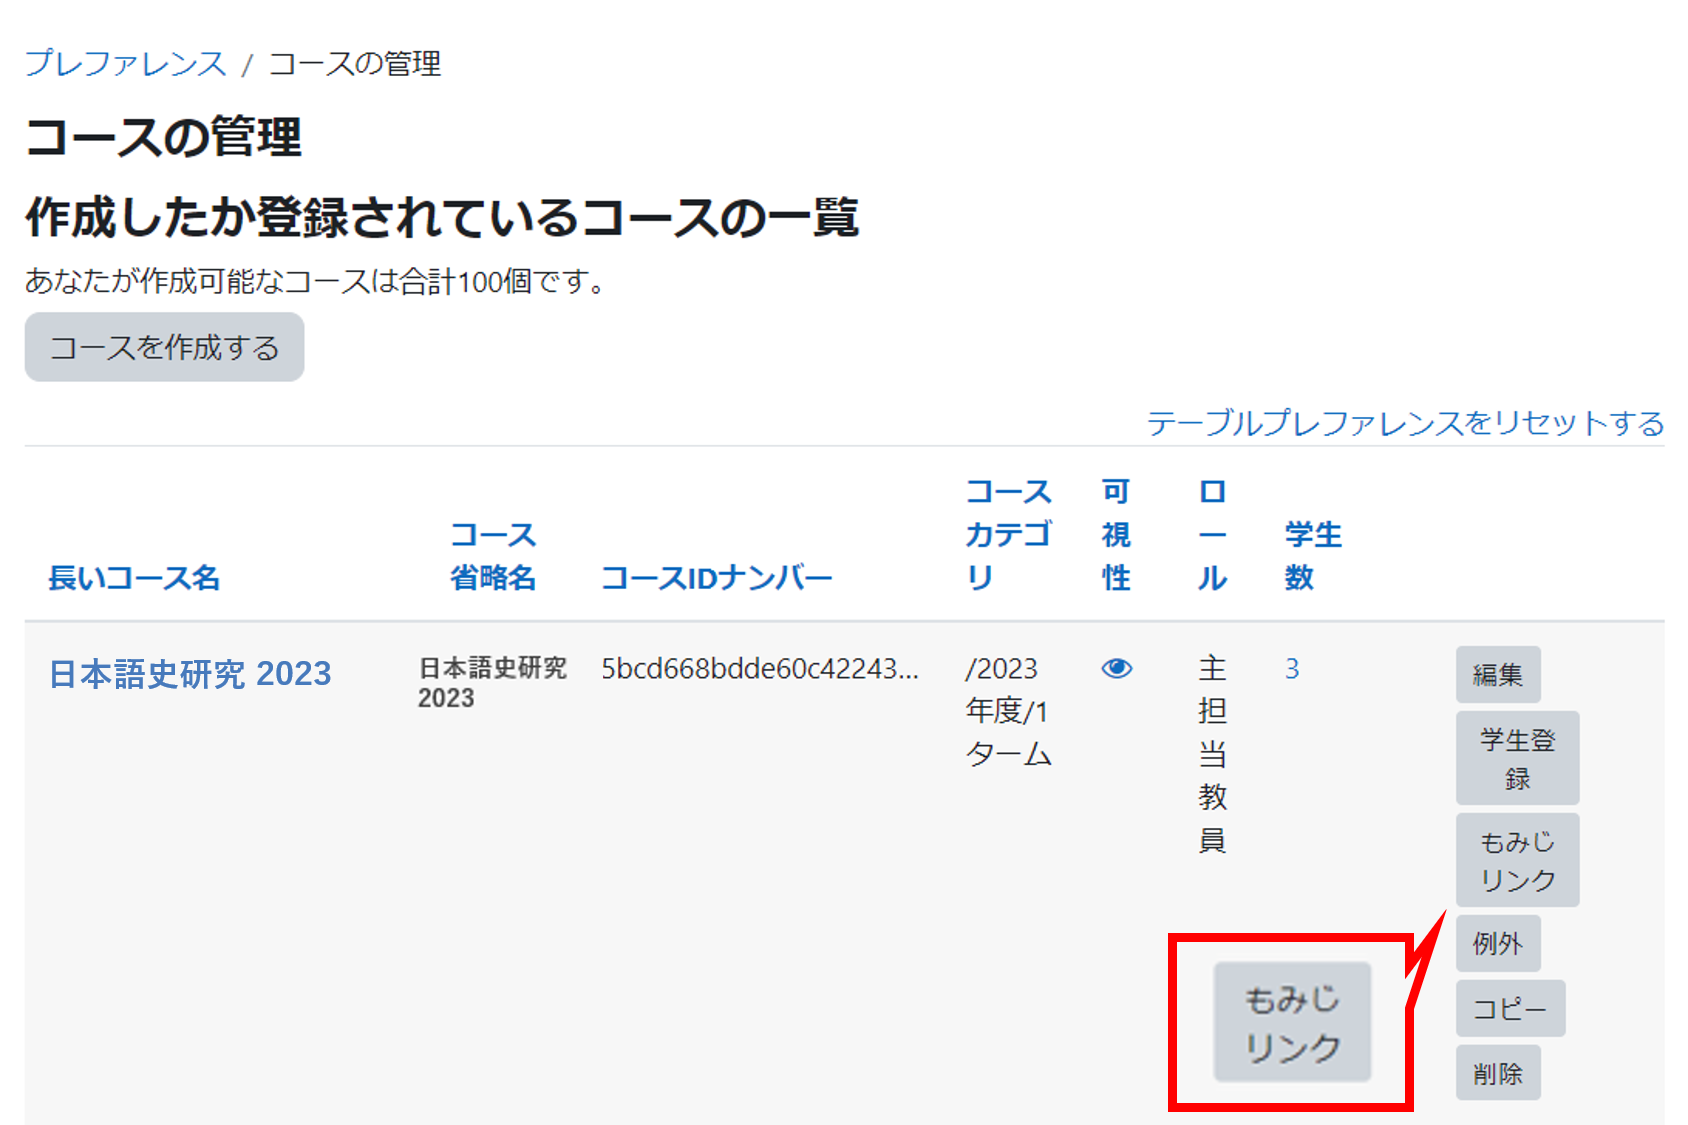 プレファレンス / コースの管理
コースの管理
作成したか登録されているコースの一覧
あなたが作成可能なコースは合計100個です。
コースを作成する
テーブルプレファレンスをリセットする
長いコース名
コース
省略名
コースIDナンバー
コース
カテゴ
リ
可
視
性
ロ
ー
ル
学生
数
日本語史研究 2023
日本語史研究
2023
5bcd668bdde60c42243...
/2023
年度/1
ターム
主
担
当
教
員
3
編集
学生登
録
もみじ
リンク
例外
コピー
削除
もみじ
リンク